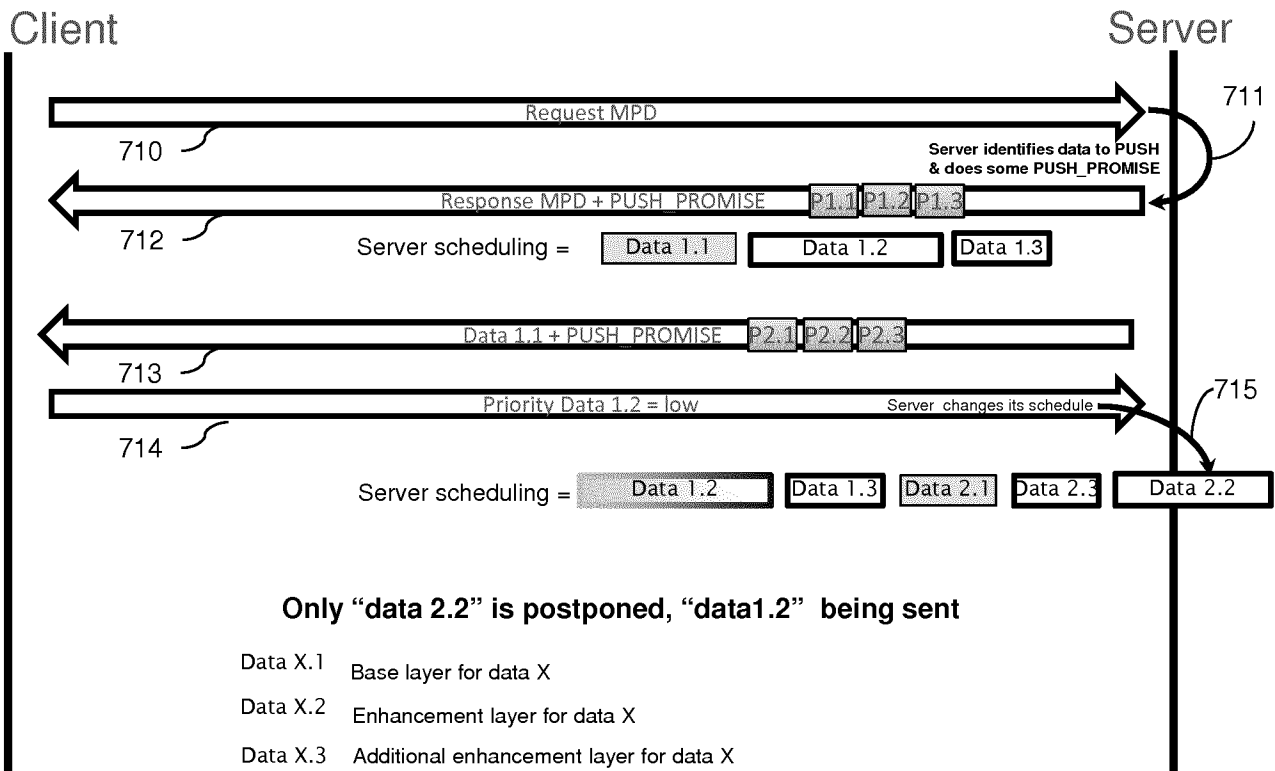 Client
Server
Request MPD
710
711
Server identifies data to PUSH
& does some PUSH_PROMISE
Response MPD + PUSH_PROMISE P1.1 P1.2 P1.3
712
Server scheduling = Data 1.1 Data 1.2 Data 1.3
Data 1.1 + PUSH_PROMISE P2.1 P2.2 P2.3
713
Priority Data 1.2 = low Server changes its schedule
715
714
Server scheduling = Data 1.2 Data 1.3 Data 2.1 Data 2.3 Data 2.2
Only “data 2.2” is postponed, “data1.2” being sent
Data X.1 Base layer for data X
Data X.2 Enhancement layer for data X
Data X.3 Additional enhancement layer for data X